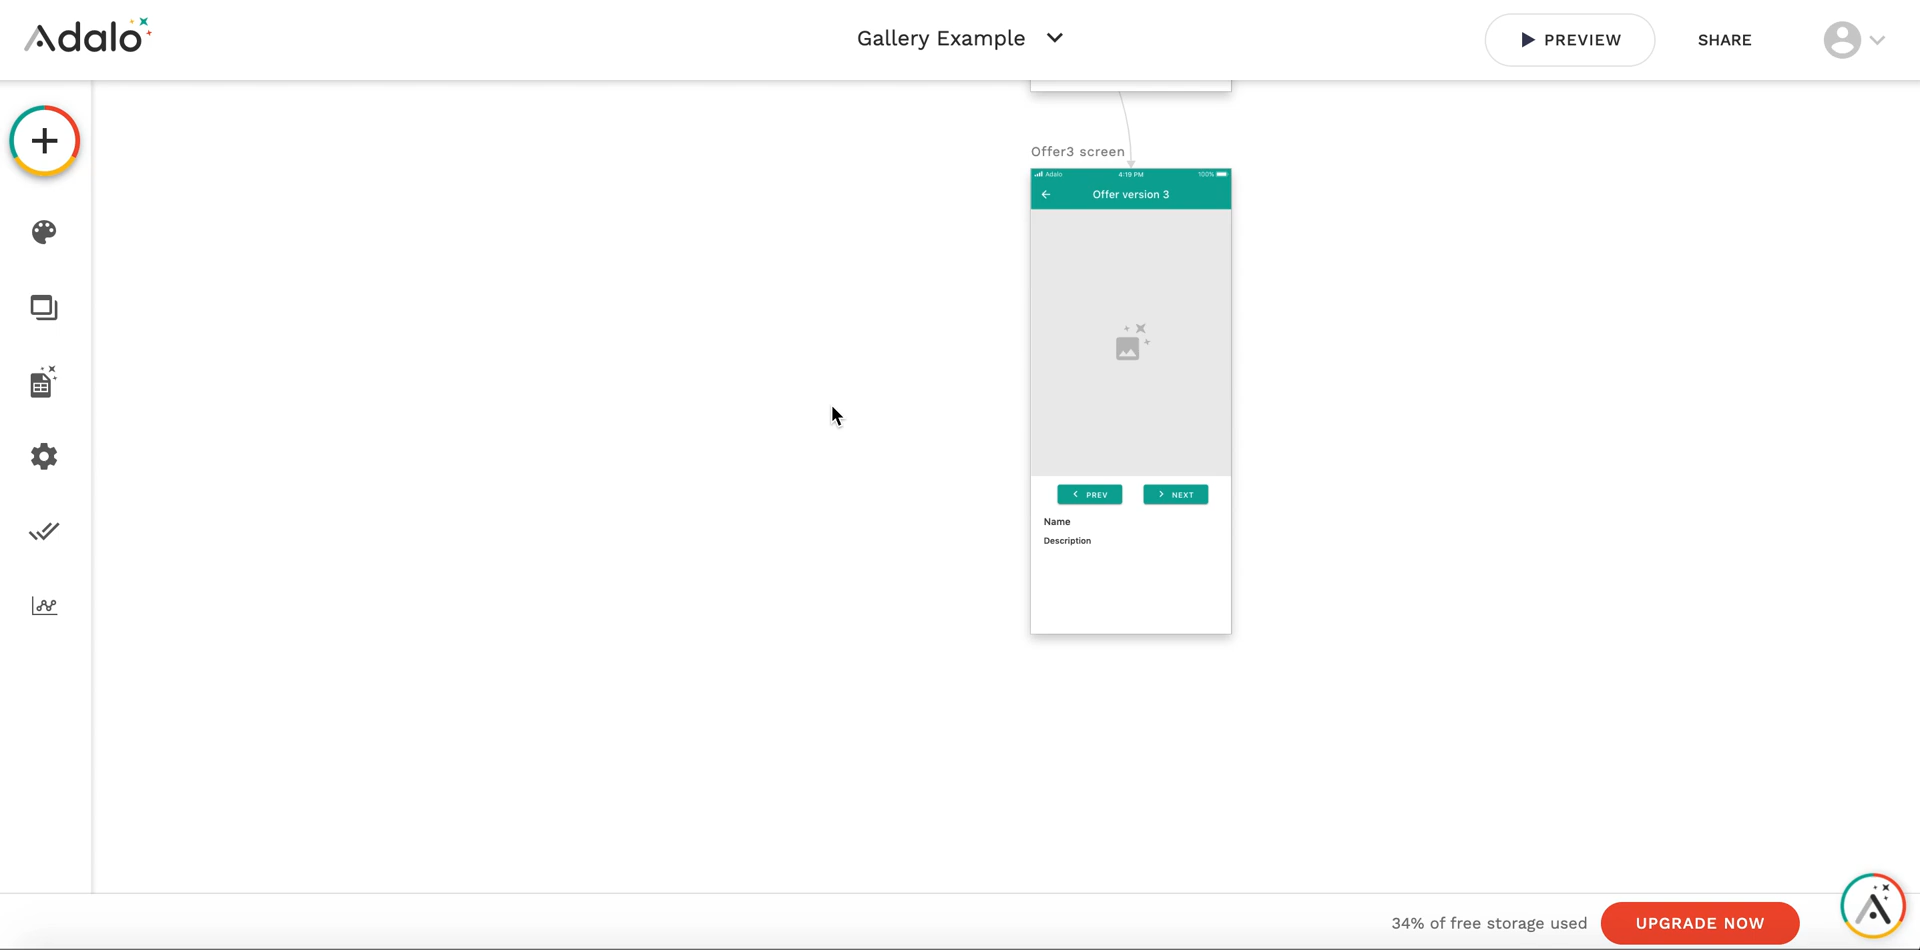 Adalo
Gallery Example
PREVIEW
SHARE
Offer3 screen
Adalo
4:19 PM
100%
Offer version 3
PREV
NEXT
Name
Description
34% of free storage used
UPGRADE NOW